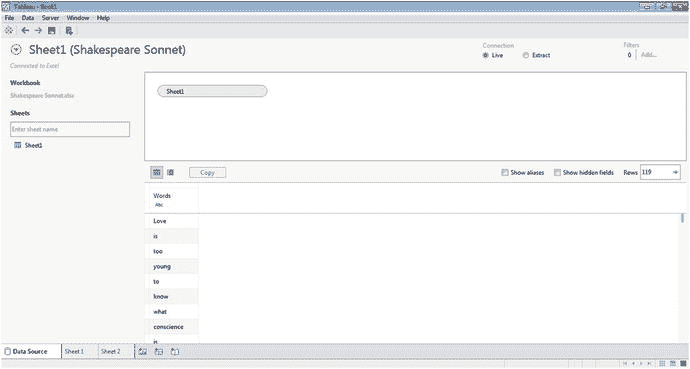 Tableau - Book1
File Data Server Window Help
Sheet1 (Shakespeare Sonnet)
Connected to Excel
Connection
Live Extract
Filters
0 Add...
Workbook
Shakespeare Sonnet.xlsx
Sheets
Enter sheet name
Sheet1
Sheet1
Copy
Show aliases Show hidden fields Rows 119
Words
Abc
Love
is
too
young
to
know
what
conscience
is
Data Source Sheet 1 Sheet 2